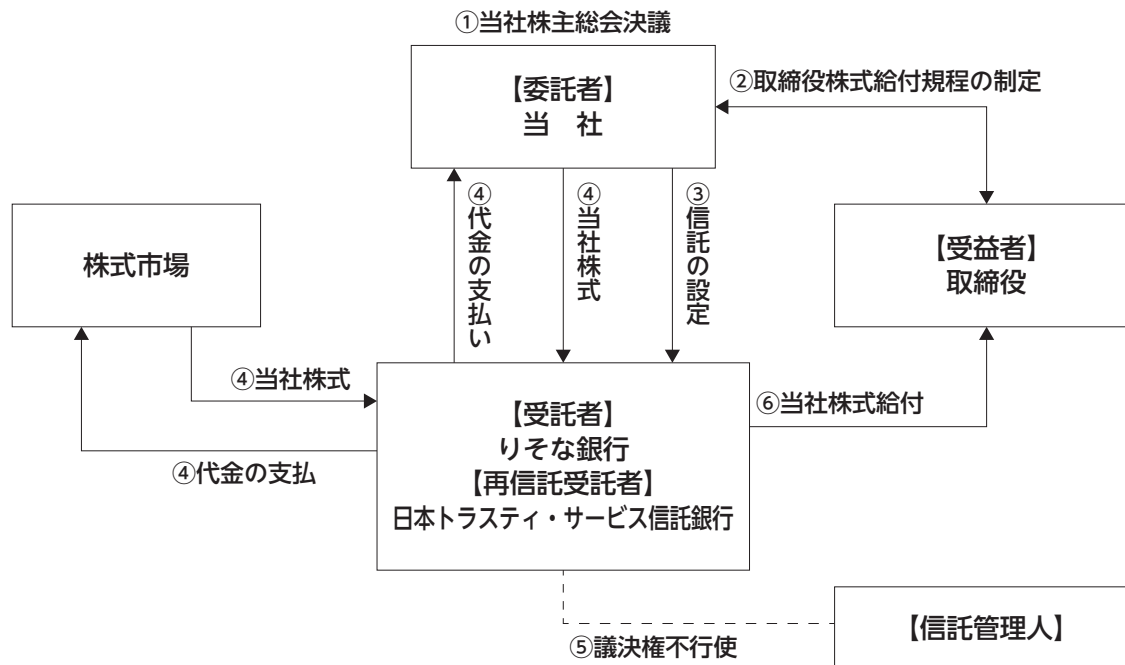 ①当社株主総会決議
【委託者】
当　社
②取締役株式給付規程の制定
④代金の支払い
④当社株式
③信託の設定
株式市場
【受益者】
取締役
④当社株式
④代金の支払
【受託者】
りそな銀行
【再信託受託者】
日本トラスティ・サービス信託銀行
⑥当社株式給付
⑤議決権不行使
【信託管理人】